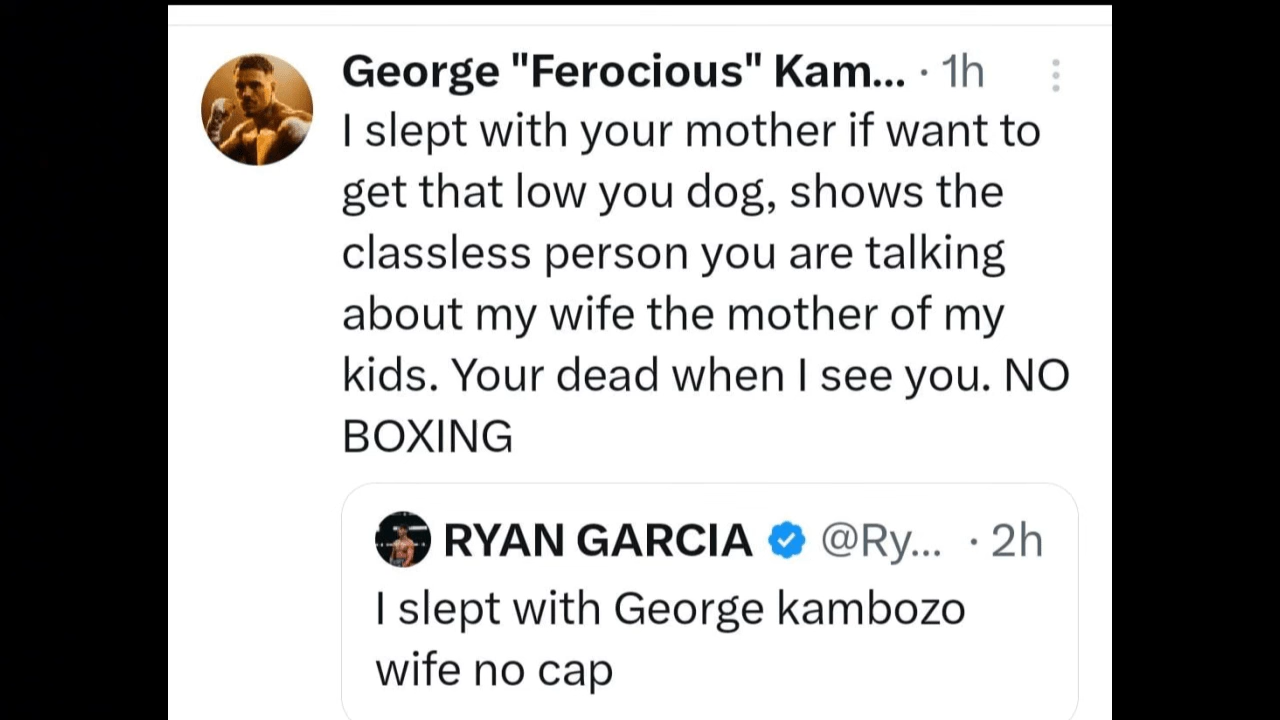 George "Ferocious" Kam... · 1h
I slept with your mother if want to
get that low you dog, shows the
classless person you are talking
about my wife the mother of my
kids. Your dead when I see you. NO
BOXING
RYAN GARCIA @Ry... · 2h
I slept with George kambozo
wife no cap